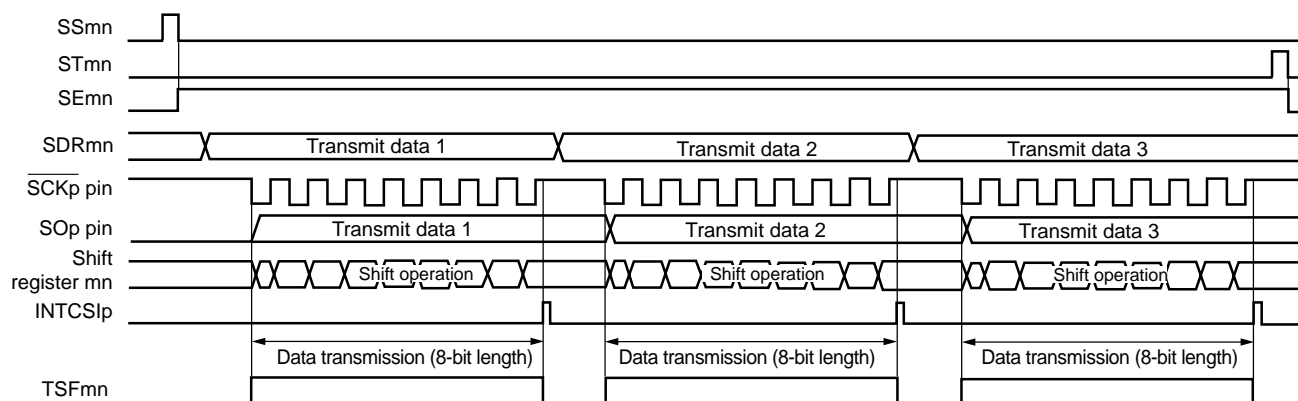 SSmn
STmn
SEmn
SDRmn Transmit data 1 Transmit data 2 Transmit data 3
SCKp pin
SOp pin Transmit data 1 Transmit data 2 Transmit data 3
Shift
register mn Shift operation Shift operation Shift operation
INTCSIp
Data transmission (8-bit length) Data transmission (8-bit length) Data transmission (8-bit length)
TSFmn